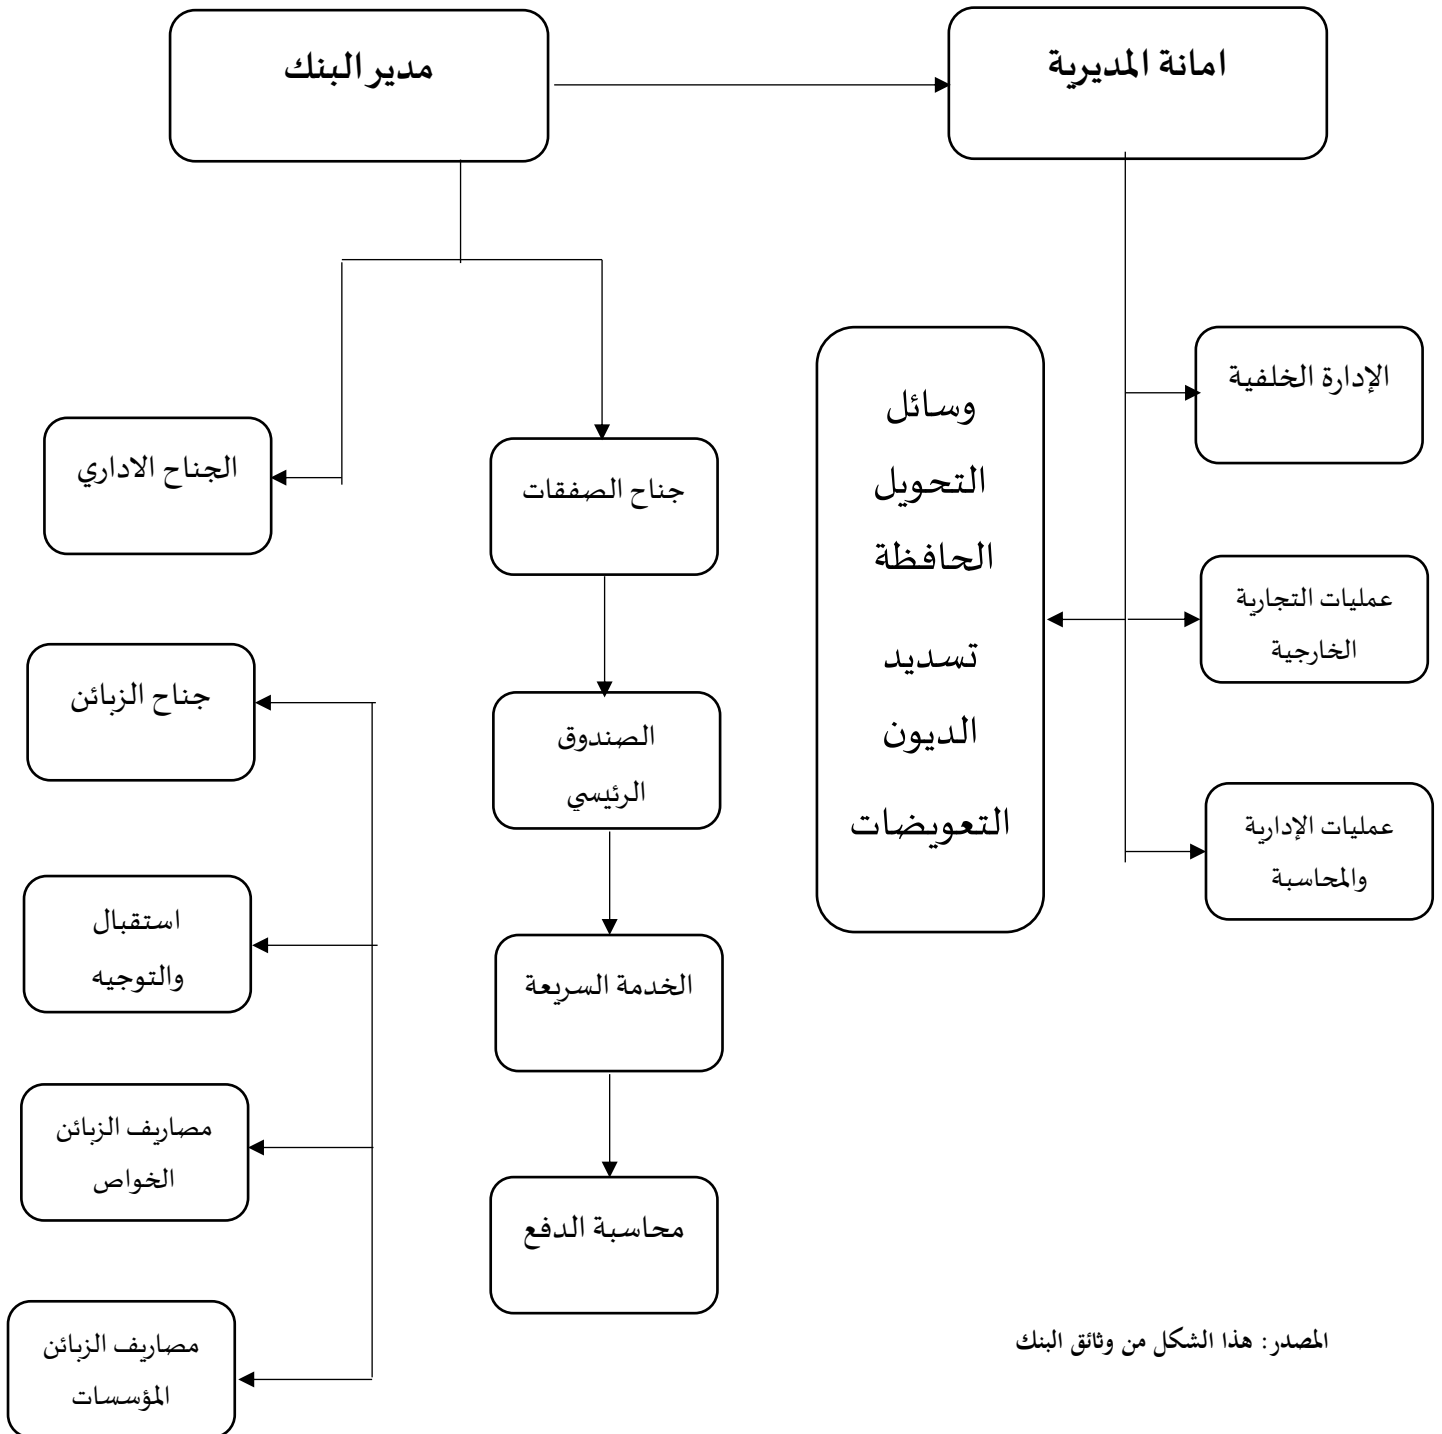 امانة المديرية
مدير البنك
الإدارة الخلفية
عمليات التجارية
الخارجية
عمليات الإدارية
والمحاسبة
وسائل
التحويل
الحافظة
تسديد
الديون
التعويضات
جناح الصفقات
الصندوق
الرئيسي
الخدمة السريعة
محاسبة الدفع
الجناح الاداري
جناح الزبائن
استقبال
والتوجيه
مصاريف الزبائن
الخواص
مصاريف الزبائن
المؤسسات
المصدر: هذا الشكل من وثائق البنك